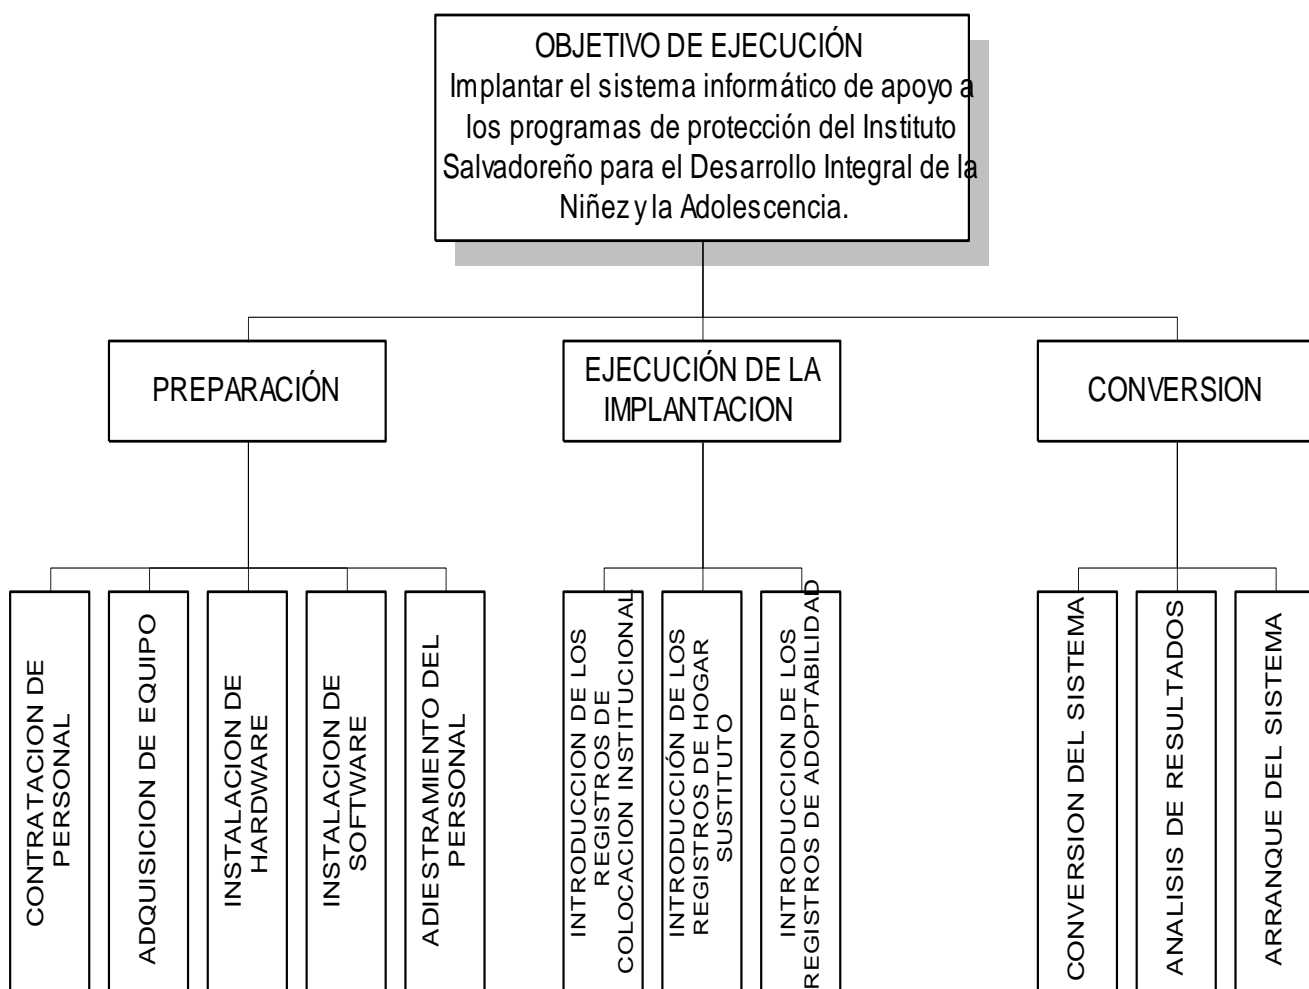 OBJETIVO DE EJECUCIÓN
Implantar el sistema informático de apoyo a
los programas de protección del Instituto
Salvadoreño para el Desarrollo Integral de la
Niñez y la Adolescencia.
PREPARACIÓN
EJECUCIÓN DE LA
IMPLANTACION
CONVERSION
CONTRATACION DE
PERSONAL
ADQUISICION DE EQUIPO
INSTALACION DE
HARDWARE
INSTALACION DE
SOFTWARE
ADIESTRAMIENTO DEL
PERSONAL
INTRODUCCION DE LOS
REGISTROS DE
COLOCACION INSTITUCIONAL
INTRODUCCIÓN DE LOS
REGISTROS DE HOGAR
SUSTITUTO
INTRODUCCION DE LOS
REGISTROS DE ADOPTABILIDAD
CONVERSION DEL SISTEMA
ANALISIS DE RESULTADOS
ARRANQUE DEL SISTEMA